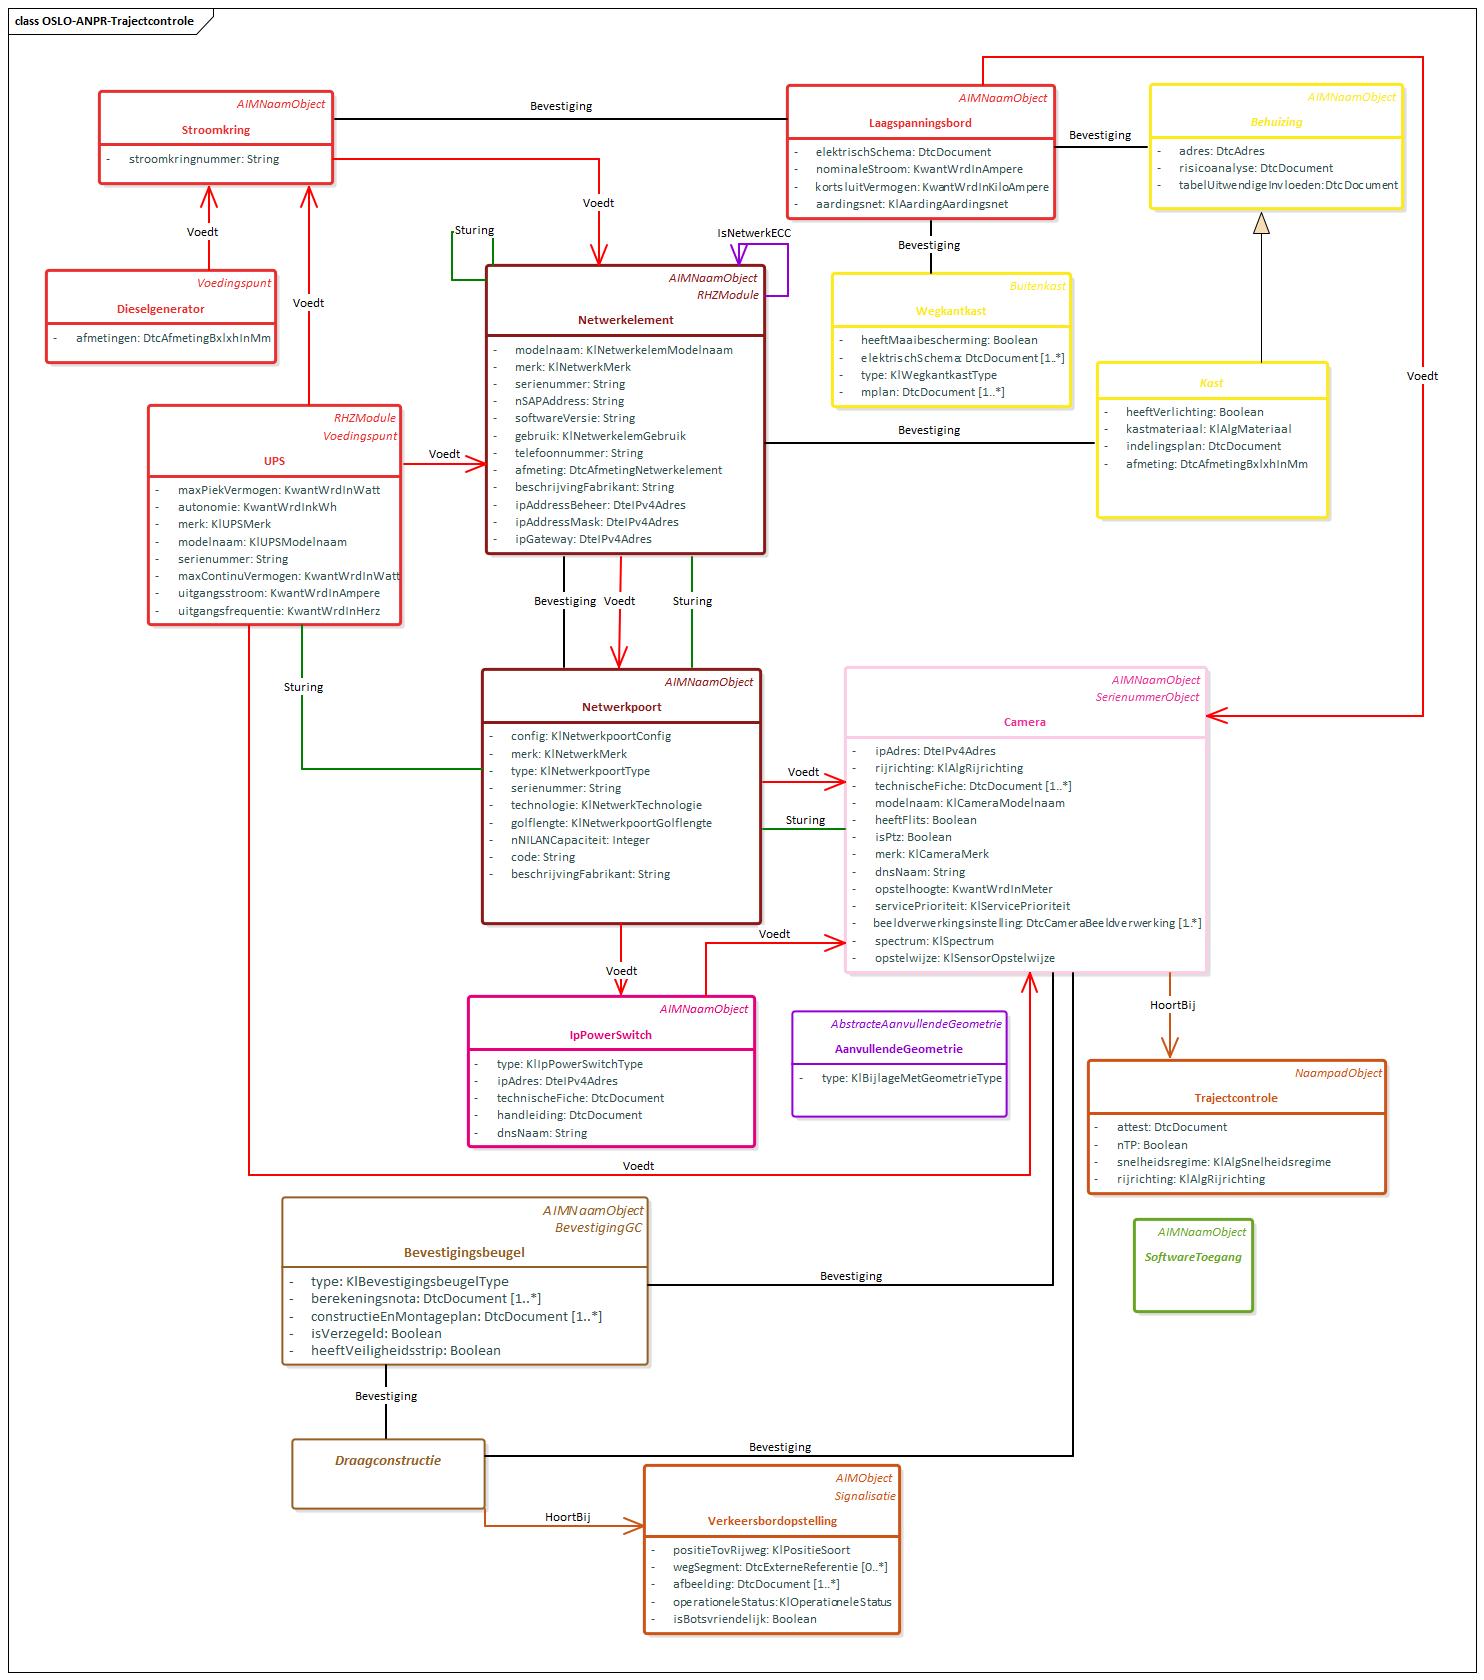 class OSLO-ANPR-Trajectcontrole
AIMNaamObject
Stroomkring
- stroomkringnummer: String
Bevestiging
AIMNaamObject
Laagspanningsbord
- elektrischSchema: DtcDocument
- nominaleStroom: KwantWrdInAmpere
- kortsluitVermogen: KwantWrdInKiloAmpere
- aardingsnet: KlAardingAardingsnet
Bevestiging
AIMNaamObject
Behuizing
- adres: DtcAdres
- risicoanalyse: DtcDocument
- tabelUitwendigeInvloeden: DtcDocument
Voedt
Voedt
Voedt
Voedt
Sturing
IsNetwerkECC
Bevestiging
Voedingspunt
Dieselgenerator
- afmetingen: DtcAfmetingBxlxhInMm
AIMNaamObject
RHZModule
Netwerkelement
- modelnaam: KlNetwerkelemModelnaam
- merk: KlNetwerkMerk
- serienummer: String
- nSAPAddress: String
- softwareVersie: String
- gebruik: KlNetwerkelemGebruik
- telefoonnummer: String
- afmeting: DtcAfmetingNetwerkelement
- beschrijvingFabrikant: String
- ipAddressBeheer: DteIPv4Adres
- ipAddressMask: DteIPv4Adres
- ipGateway: DteIPv4Adres
Buitenkast
Wegkantkast
- heeftMaaibescherming: Boolean
- elektrischSchema: DtcDocument [1..*]
- type: KlWegkantkastType
- mplan: DtcDocument [1..*]
Kast
- heeftVerlichting: Boolean
- kastmateriaal: KlAlgMateriaal
- indelingsplan: DtcDocument
- afmeting: DtcAfmetingBxlxhInMm
Bevestiging
RHZModule
Voedingspunt
UPS
- maxPiekVermogen: KwantWrdInWatt
- autonomie: KwantWrdInkWh
- merk: KlUPSMerk
- modelnaam: KlUPSModelnaam
- serienummer: String
- maxContinuVermogen: KwantWrdInWatt
- uitgangsstroom: KwantWrdInAmpere
- uitgangsfrequentie: KwantWrdInHerz
Voedt
Bevestiging
Voedt
Sturing
Sturing
AIMNaamObject
Netwerkpoort
- config: KlNetwerkpoortConfig
- merk: KlNetwerkMerk
- type: KlNetwerkpoortType
- serienummer: String
- technologie: KlNetwerkTechnologie
- golflengte: KlNetwerkpoortGolflengte
- nNILANCapaciteit: Integer
- code: String
- beschrijvingFabrikant: String
Voedt
Sturing
AIMNaamObject
SerienummerObject
Camera
- ipAdres: DteIPv4Adres
- rijrichting: KlAlgRijrichting
- technischeFiche: DtcDocument [1..*]
- modelnaam: KlCameraModelnaam
- heeftFlits: Boolean
- isPtz: Boolean
- merk: KlCameraMerk
- dnsNaam: String
- opstelhoogte: KwantWrdInMeter
- servicePrioriteit: KlServicePrioriteit
- beeldverwerkingsinstelling: DtcCameraBeeldverwerking [1..*]
- spectrum: KlSpectrum
- opstelwijze: KlSensorOpstelwijze
Voedt
Voedt
AIMNaamObject
IpPowerSwitch
- type: KlIpPowerSwitchType
- ipAdres: DteIPv4Adres
- technischeFiche: DtcDocument
- handleiding: DtcDocument
- dnsNaam: String
AbstracteAanvullendeGeometrie
AanvullendeGeometrie
- type: KlBijlageMetGeometrieType
HoortBij
NaampadObject
Trajectcontrole
- attest: DtcDocument
- nTP: Boolean
- snelheidsregime: KlAlgSnelheidsregime
- rijrichting: KlAlgRijrichting
Voedt
AIMNaamObject
BevestigingGC
Bevestigingsbeugel
- type: KlBevestigingsbeugelType
- berekeningsnota: DtcDocument [1..*]
- constructieEnMontageplan: DtcDocument [1..*]
- isVerzegeld: Boolean
- heeftVeiligheidsstrip: Boolean
Bevestiging
AIMNaamObject
SoftwareToegang
Bevestiging
Draagconstructie
Bevestiging
HoortBij
AIMObject
Signalisatie
Verkeersbordopstelling
- positieTovRijweg: KlPositieSoort
- wegSegment: DtcExterneReferentie [0..*]
- afbeelding: DtcDocument [1..*]
- operationeleStatus: KlOperationeleStatus
- isBotsvriendelijk: Boolean